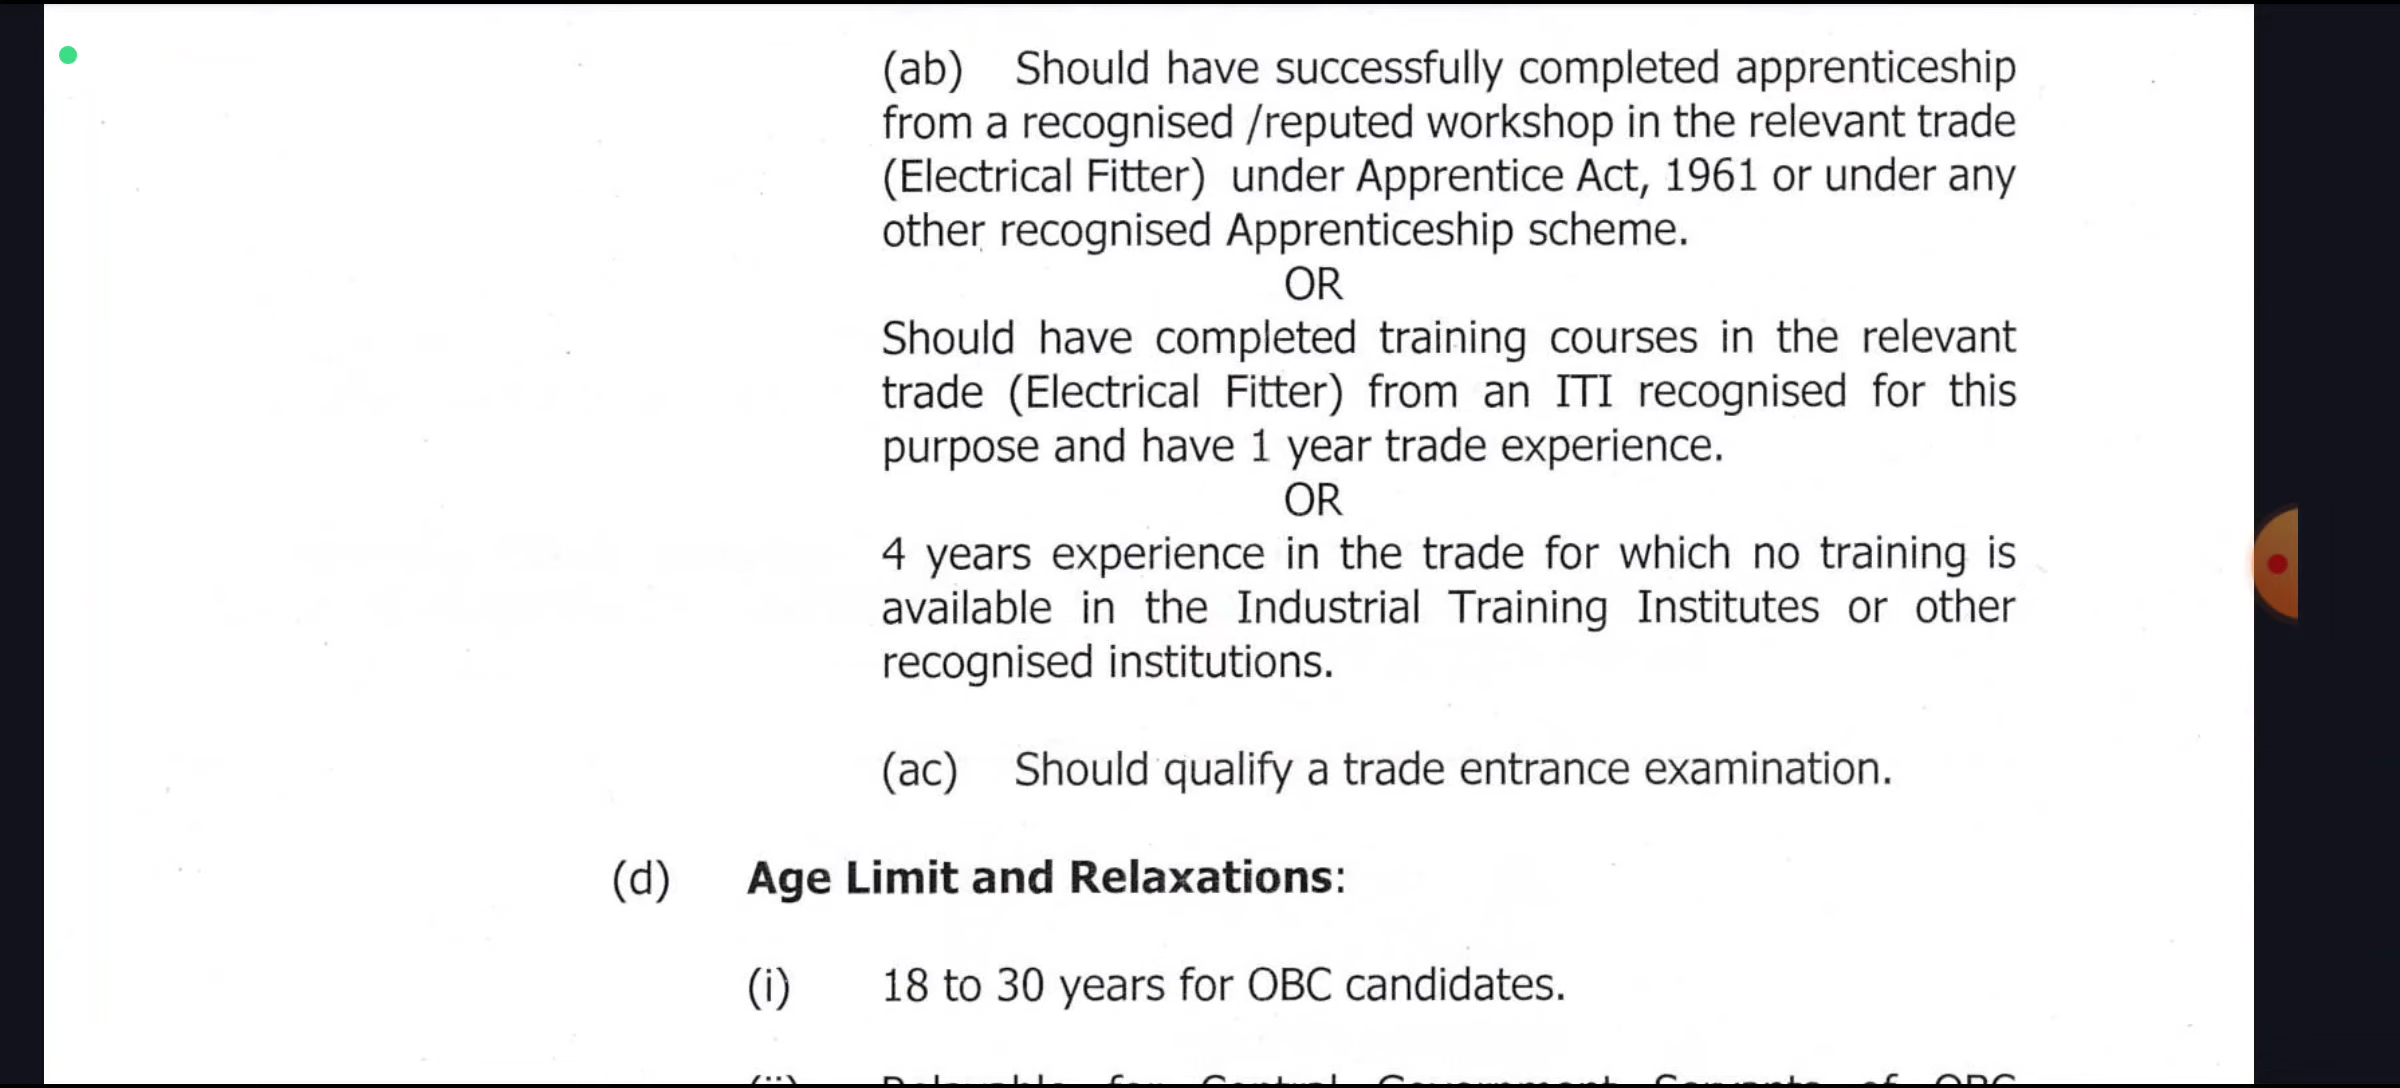 (ab) Should have successfully completed apprenticeship
from a recognised /reputed workshop in the relevant trade
(Electrical Fitter) under Apprentice Act, 1961 or under any
other recognised Apprenticeship scheme.
OR
Should have completed training courses in the relevant
trade (Electrical Fitter) from an ITI recognised for this
purpose and have 1 year trade experience.
OR
4 years experience in the trade for which no training is
available in the Industrial Training Institutes or other
recognised institutions.
(ac) Should qualify a trade entrance examination.
(d) Age Limit and Relaxations:
(i) 18 to 30 years for OBC candidates.